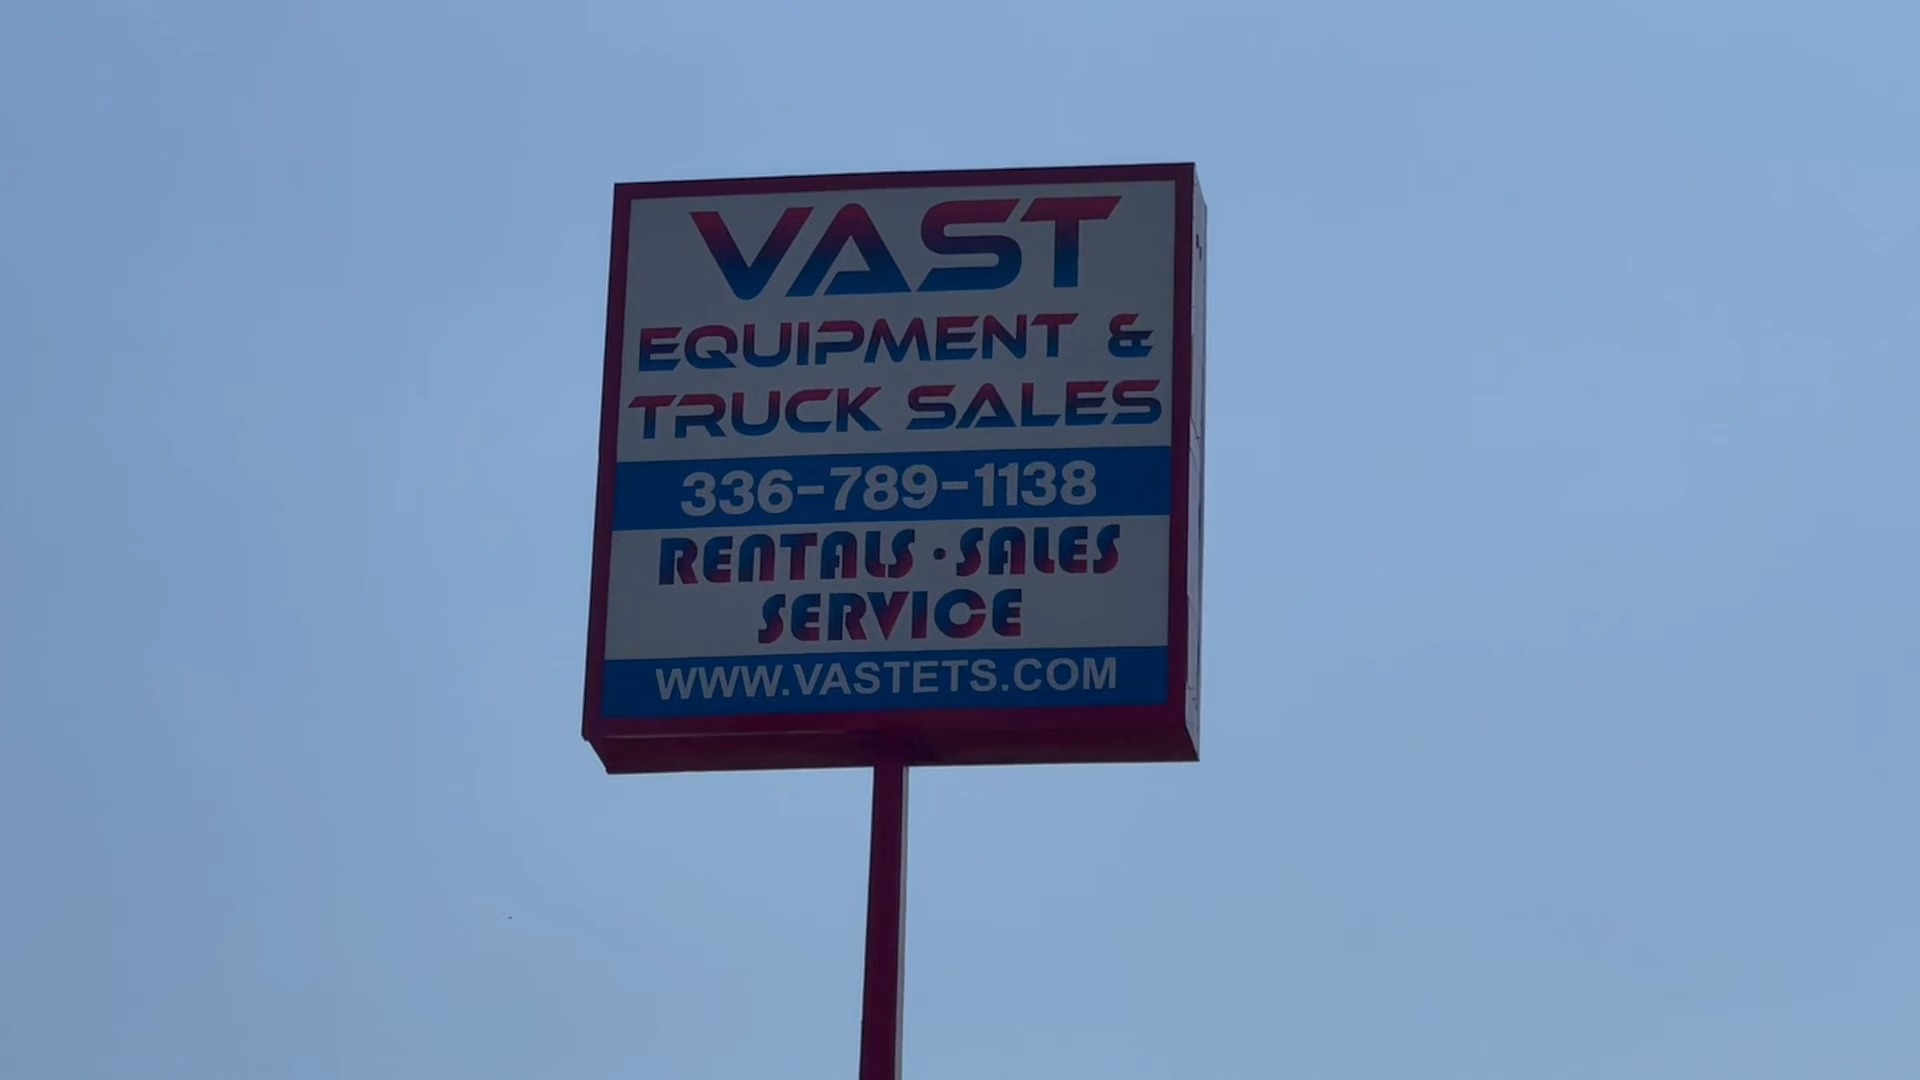 VAST
EQUIPMENT &
TRUCK SALES
336-789-1138
RENTALS · SALES
SERVICE
WWW.VASTETS.COM